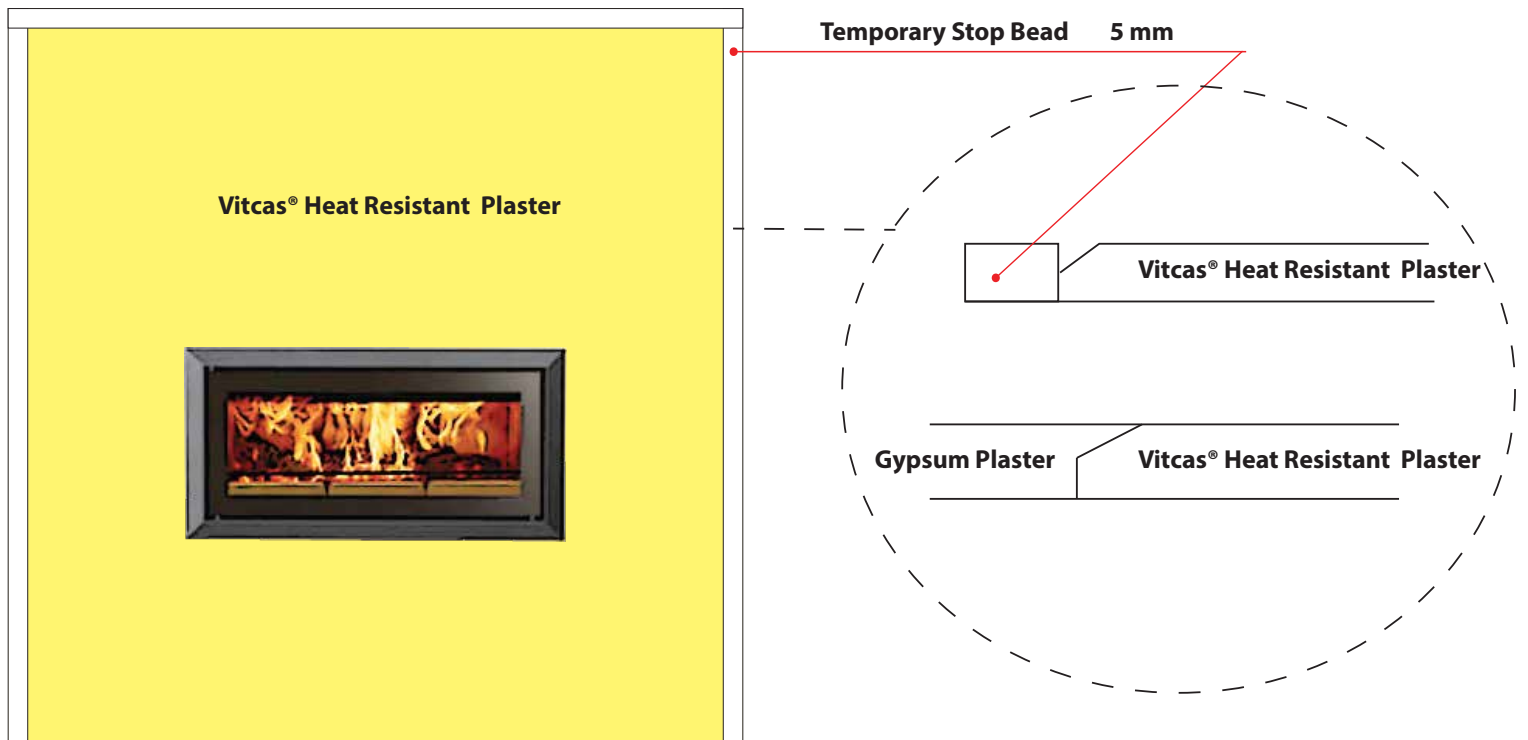 Temporary Stop Bead 5 mm
Vitcas® Heat Resistant Plaster
Vitcas® Heat Resistant Plaster
Gypsum Plaster Vitcas® Heat Resistant Plaster